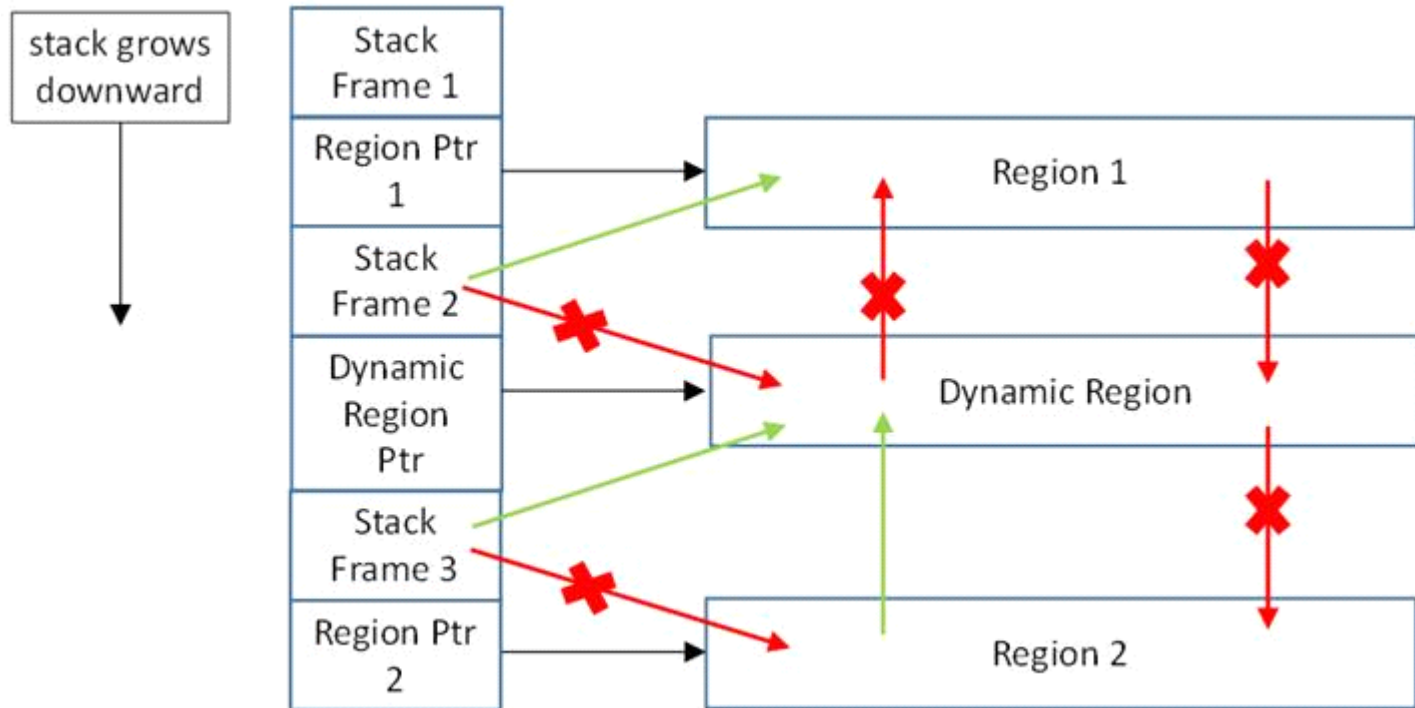 stack grows
downward
Stack
Frame 1
Region Ptr
1
Region 1
Stack
Frame 2
Dynamic
Region
Ptr
Dynamic Region
Stack
Frame 3
Region Ptr
2
Region 2